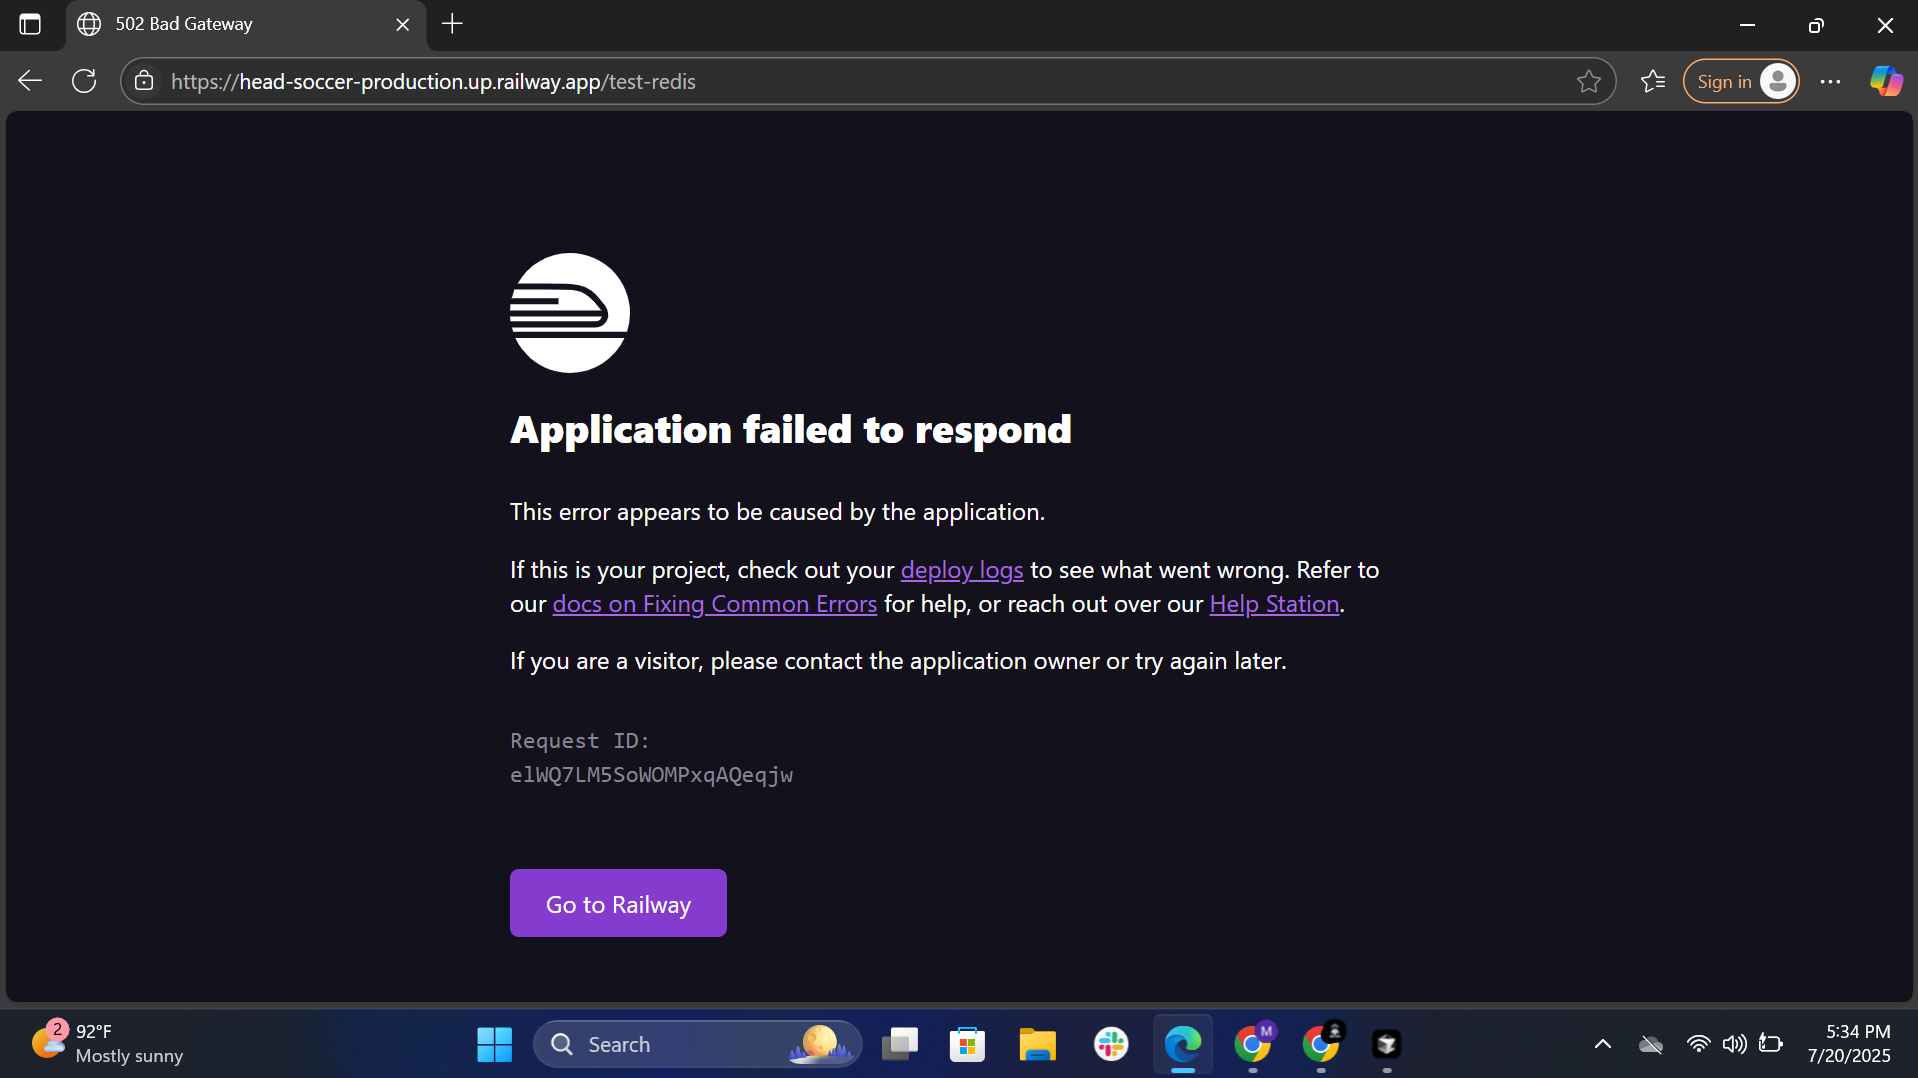 502 Bad Gateway
https://head-soccer-production.up.railway.app/test-redis
Sign in
Application failed to respond
This error appears to be caused by the application.
If this is your project, check out your deploy logs to see what went wrong. Refer to
our docs on Fixing Common Errors for help, or reach out over our Help Station.
If you are a visitor, please contact the application owner or try again later.
Request ID:
elWQ7LM5SoWOMPxqAQeqjw
Go to Railway
2
92°F
Mostly sunny
Search
M
5:34 PM
7/20/2025